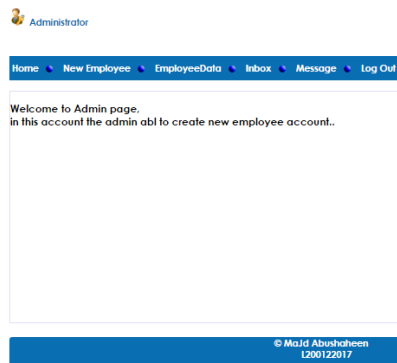 Administrator
Home New Employee EmployeeData Inbox Message Log Out
Welcome to Admin page,
in this account the admin abl to create new employee account..
© MaJd Abushaheen
L200122017